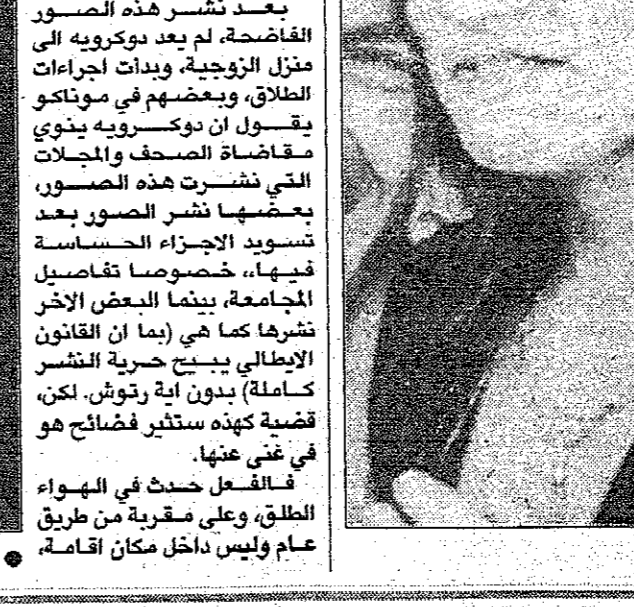 بعد نشر هذه الصور
الفاضحة، لم يعد دوكرويه الى
منزل الزوجية، وبدأت اجراءات
الطلاق، وبعضهم في موناكو
يقول ان دوكرويه ينوي
مقاضاة الصحف والمجلات
التي نشرت هذه الصور،
بعضها نشر الصور بعد
تسويد الاجزاء الحساسة
فيها،، خصوصا تفاصيل
المجامعة، بينما البعض الاخر
نشرها كما هي (بما ان القانون
الايطالي يبيح حرية النشر
كاملة) بدون اية رتوش. لكن،
قضية كهذه ستثير فضائح هو
في غنى عنها.
فالفعل حدث في الهواء
الطلق، وعلى مقربة من طريق
عام وليس داخل مكان اقامة،